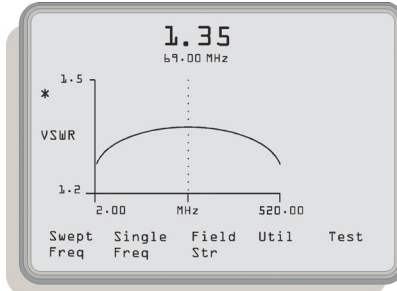 1.35
69.00 MHz
1.5
*
VSWR
1.2
2.00 MHz 520.00
Swept Single Field Util Test
Freq Freq Str